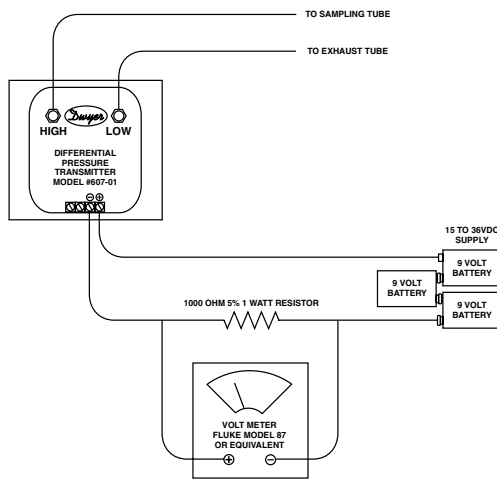 TO SAMPLING TUBE
TO EXHAUST TUBE
Dwyer
HIGH
LOW
DIFFERENTIAL
PRESSURE
TRANSMITTER
MODEL #607-01
⊖ ⊕
15 TO 36VDC
SUPPLY
9 VOLT
BATTERY
9 VOLT
BATTERY
9 VOLT
BATTERY
1000 OHM 5% 1 WATT RESISTOR
VOLT METER
FLUKE MODEL 87
OR EQUIVALENT
⊕ ⊖